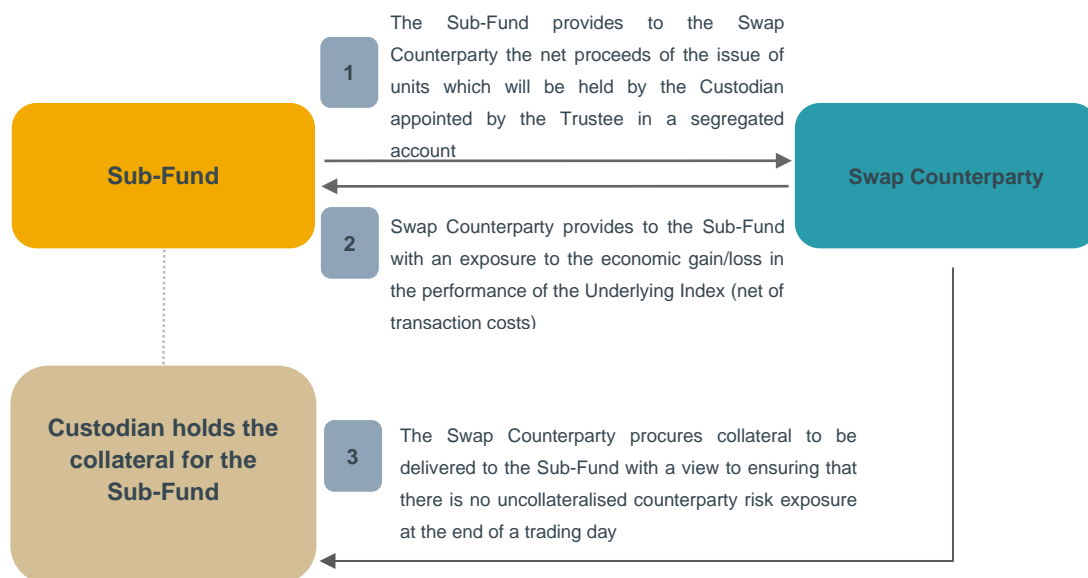 The Sub-Fund provides to the Swap
Counterparty the net proceeds of the issue of
units which will be held by the Custodian
appointed by the Trustee in a segregated
account
1
Sub-Fund
Swap Counterparty
2
Swap Counterparty provides to the Sub-Fund
with an exposure to the economic gain/loss in
the performance of the Underlying Index (net of
transaction costs)
Custodian holds the
collateral for the
Sub-Fund
3
The Swap Counterparty procures collateral to be
delivered to the Sub-Fund with a view to ensuring that
there is no uncollateralised counterparty risk exposure
at the end of a trading day